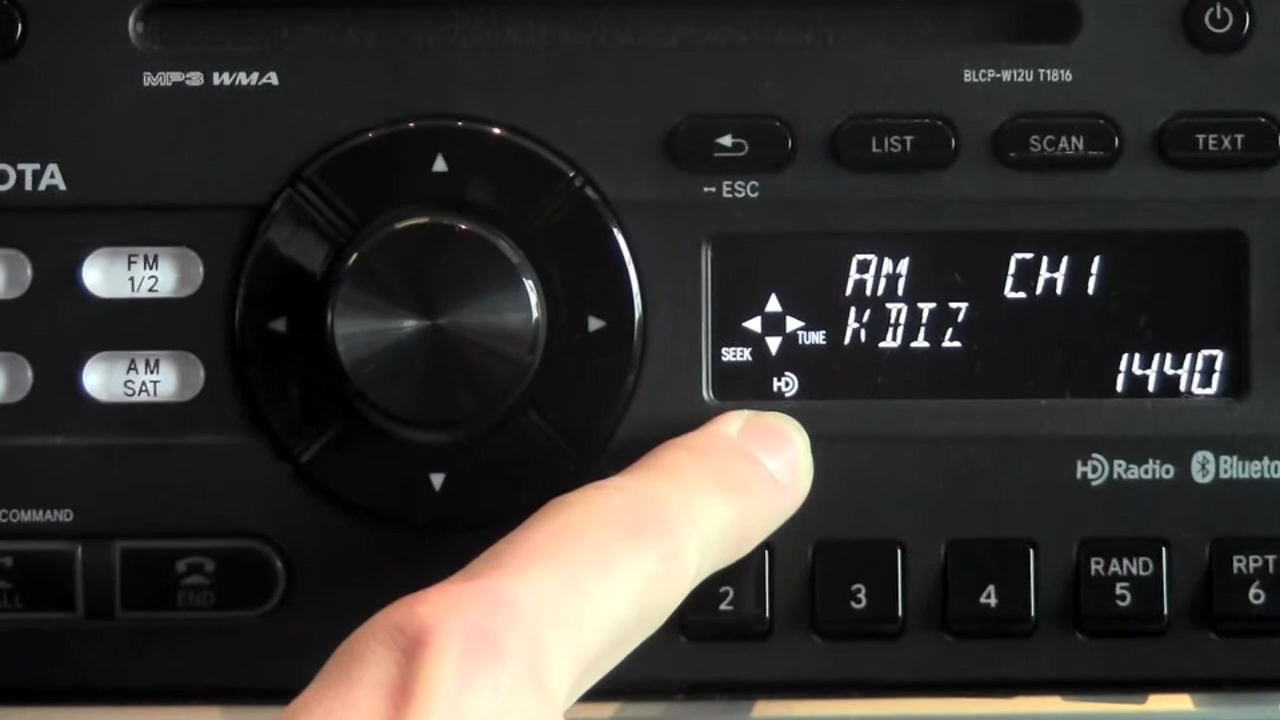 MP3 WMA
BLCP-W12U T1816
LIST
SCAN
TEXT
OTA
ESC
FM
1/2
AM CH1
KDIZ
TUNE
SEEK
1440
HD
AM
SAT
HD Radio
Blueto
COMMAND
END
2
3
4
RAND
5
RPT
6